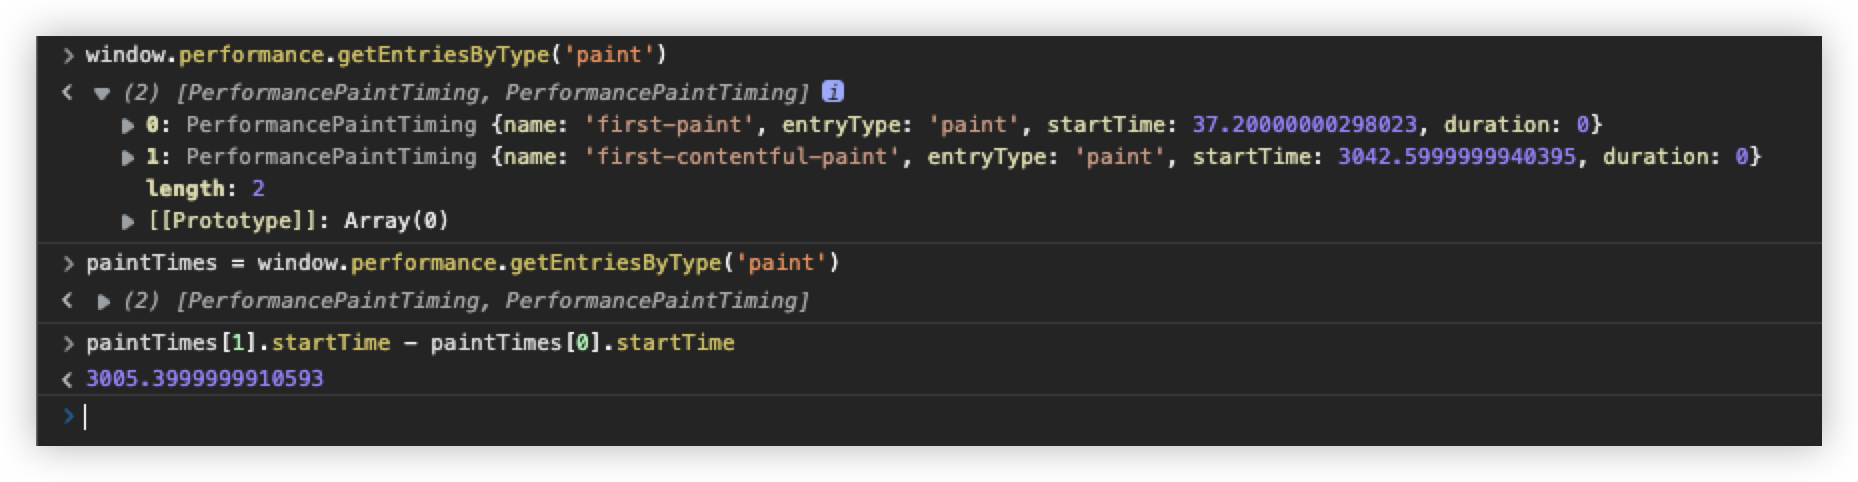 > window.performance.getEntriesByType('paint')
< ▼ (2) [PerformancePaintTiming, PerformancePaintTiming] i
▶ 0: PerformancePaintTiming {name: 'first-paint', entryType: 'paint', startTime: 37.20000000298023, duration: 0}
▶ 1: PerformancePaintTiming {name: 'first-contentful-paint', entryType: 'paint', startTime: 3042.5999999940395, duration: 0}
length: 2
▶ [[Prototype]]: Array(0)
> paintTimes = window.performance.getEntriesByType('paint')
< ▶ (2) [PerformancePaintTiming, PerformancePaintTiming]
> paintTimes[1].startTime - paintTimes[0].startTime
< 3005.3999999910593
>